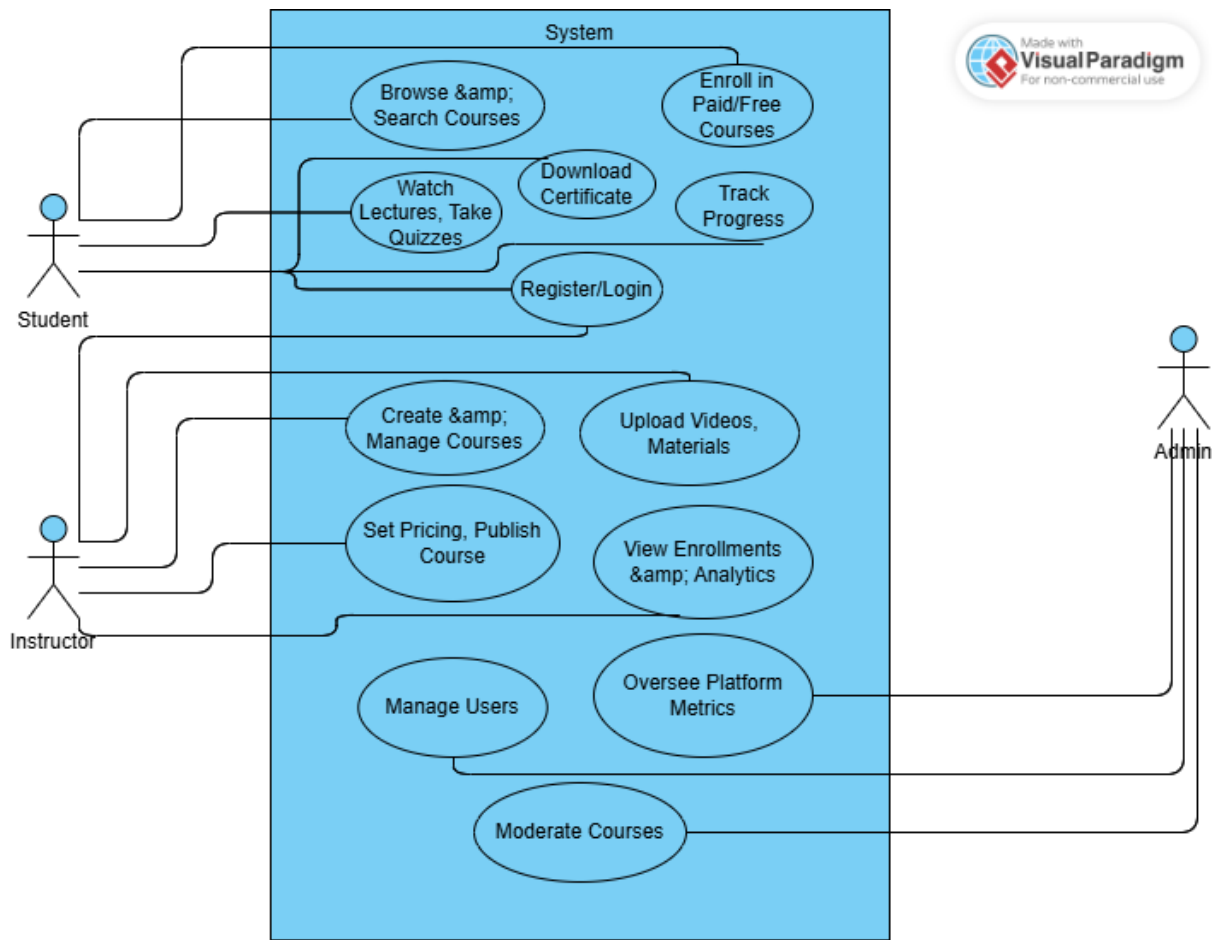 System
Made with
Visual Paradigm
For non-commercial use
Browse &amp;
Search Courses
Enroll in
Paid/Free
Courses
Download
Certificate
Watch
Lectures, Take
Quizzes
Track
Progress
Register/Login
Student
Create &amp;
Manage Courses
Upload Videos,
Materials
Admin
Set Pricing, Publish
Course
View Enrollments
&amp; Analytics
Instructor
Manage Users
Oversee Platform
Metrics
Moderate Courses